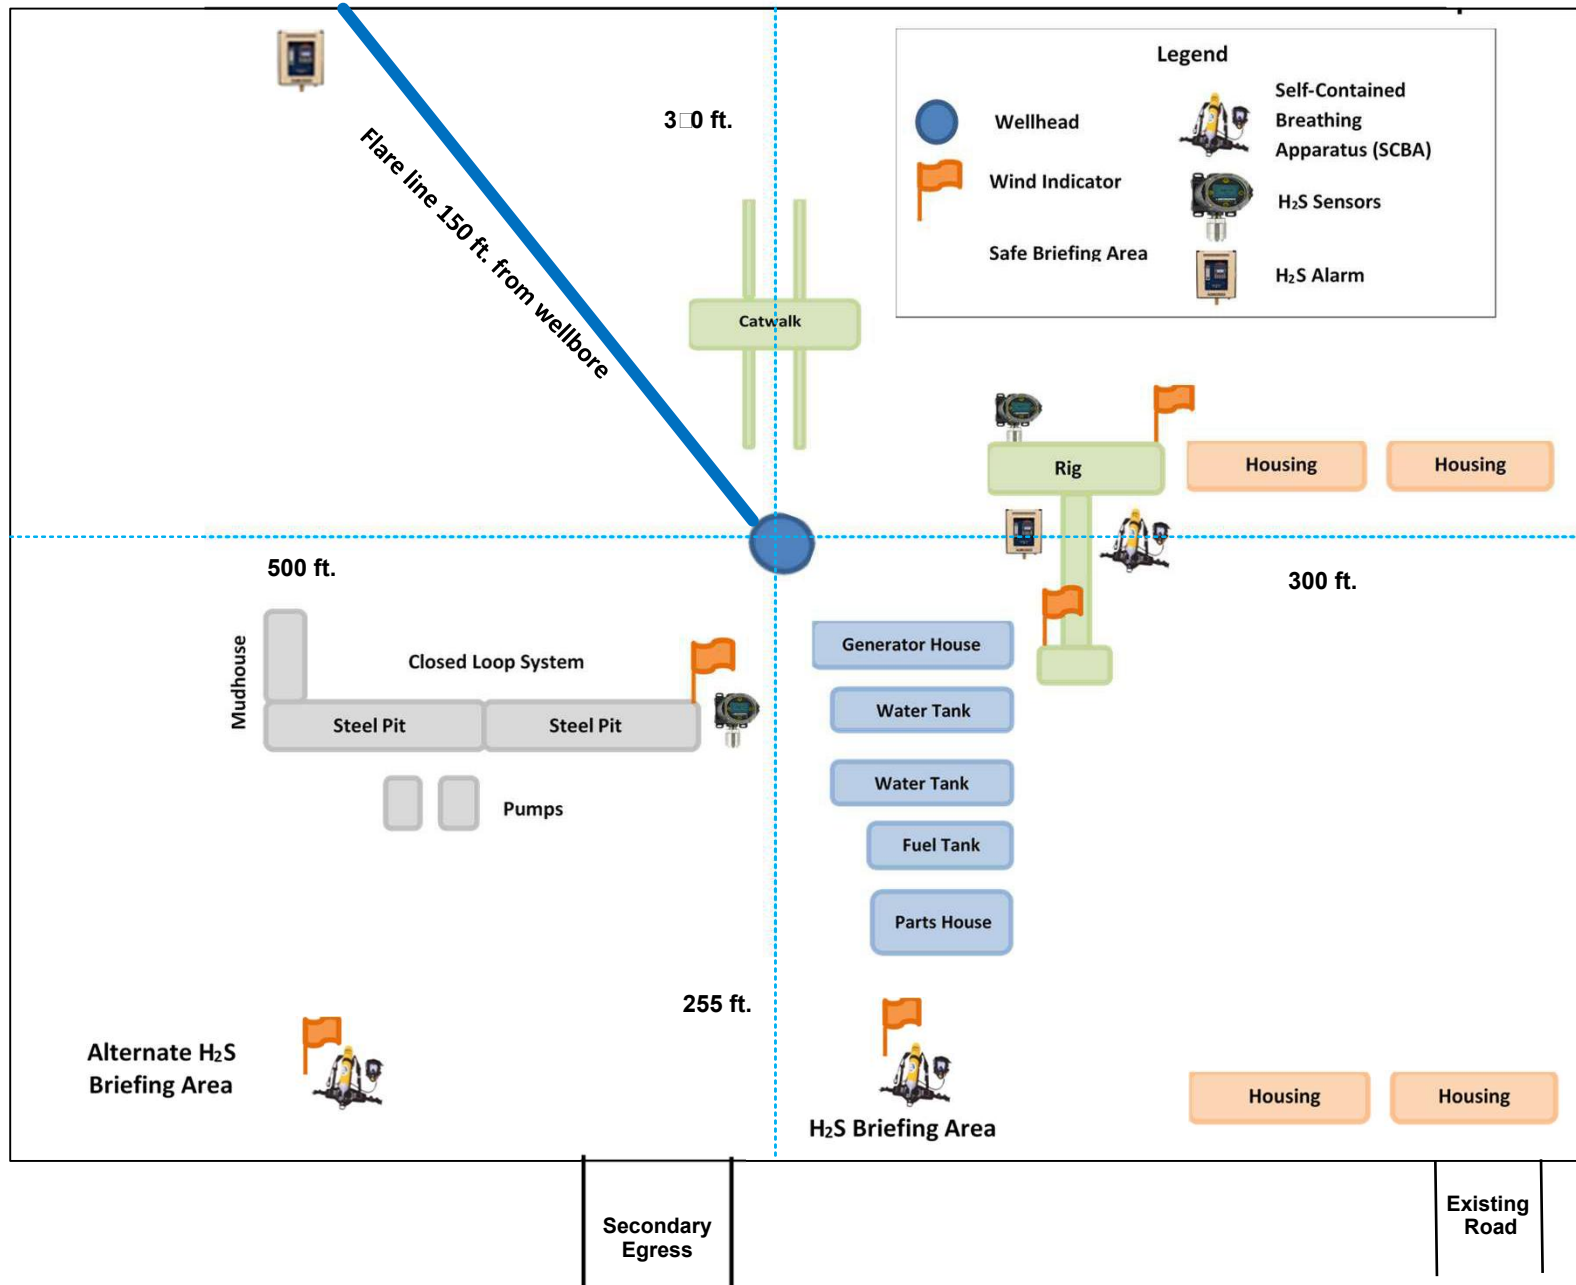 3□0 ft.
Flare line 150 ft. from wellbore
Legend
Wellhead
Wind Indicator
Safe Briefing Area
Self-Contained
Breathing
Apparatus (SCBA)
H₂S Sensors
H₂S Alarm
Catwalk
Rig
Housing
Housing
500 ft.
300 ft.
Mudhouse
Closed Loop System
Steel Pit
Steel Pit
Pumps
Generator House
Water Tank
Water Tank
Fuel Tank
Parts House
255 ft.
Alternate H₂S
Briefing Area
H₂S Briefing Area
Housing
Housing
Secondary
Egress
Existing
Road